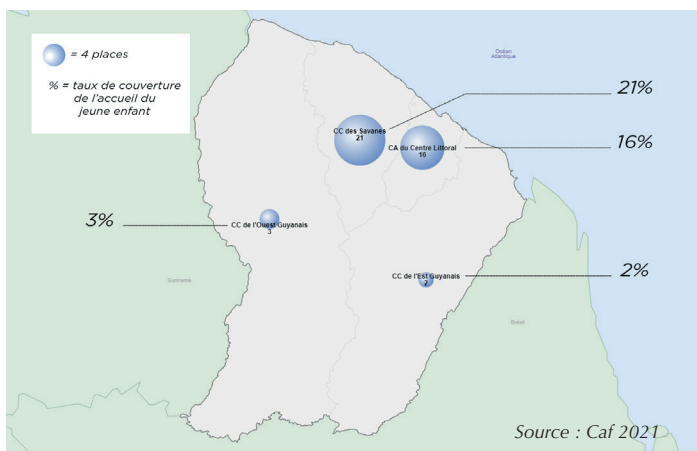 = 4 places
% = taux de couverture
de l'accueil du
jeune enfant
Océan
Atlantique
21%
CC des Savanes
21
CA du Centre Littoral
16
16%
3%
CC de l'Ouest Guyanais
3
CC de l'Est Guyanais
2
2%
Suriname
Brésil
Source : Caf 2021